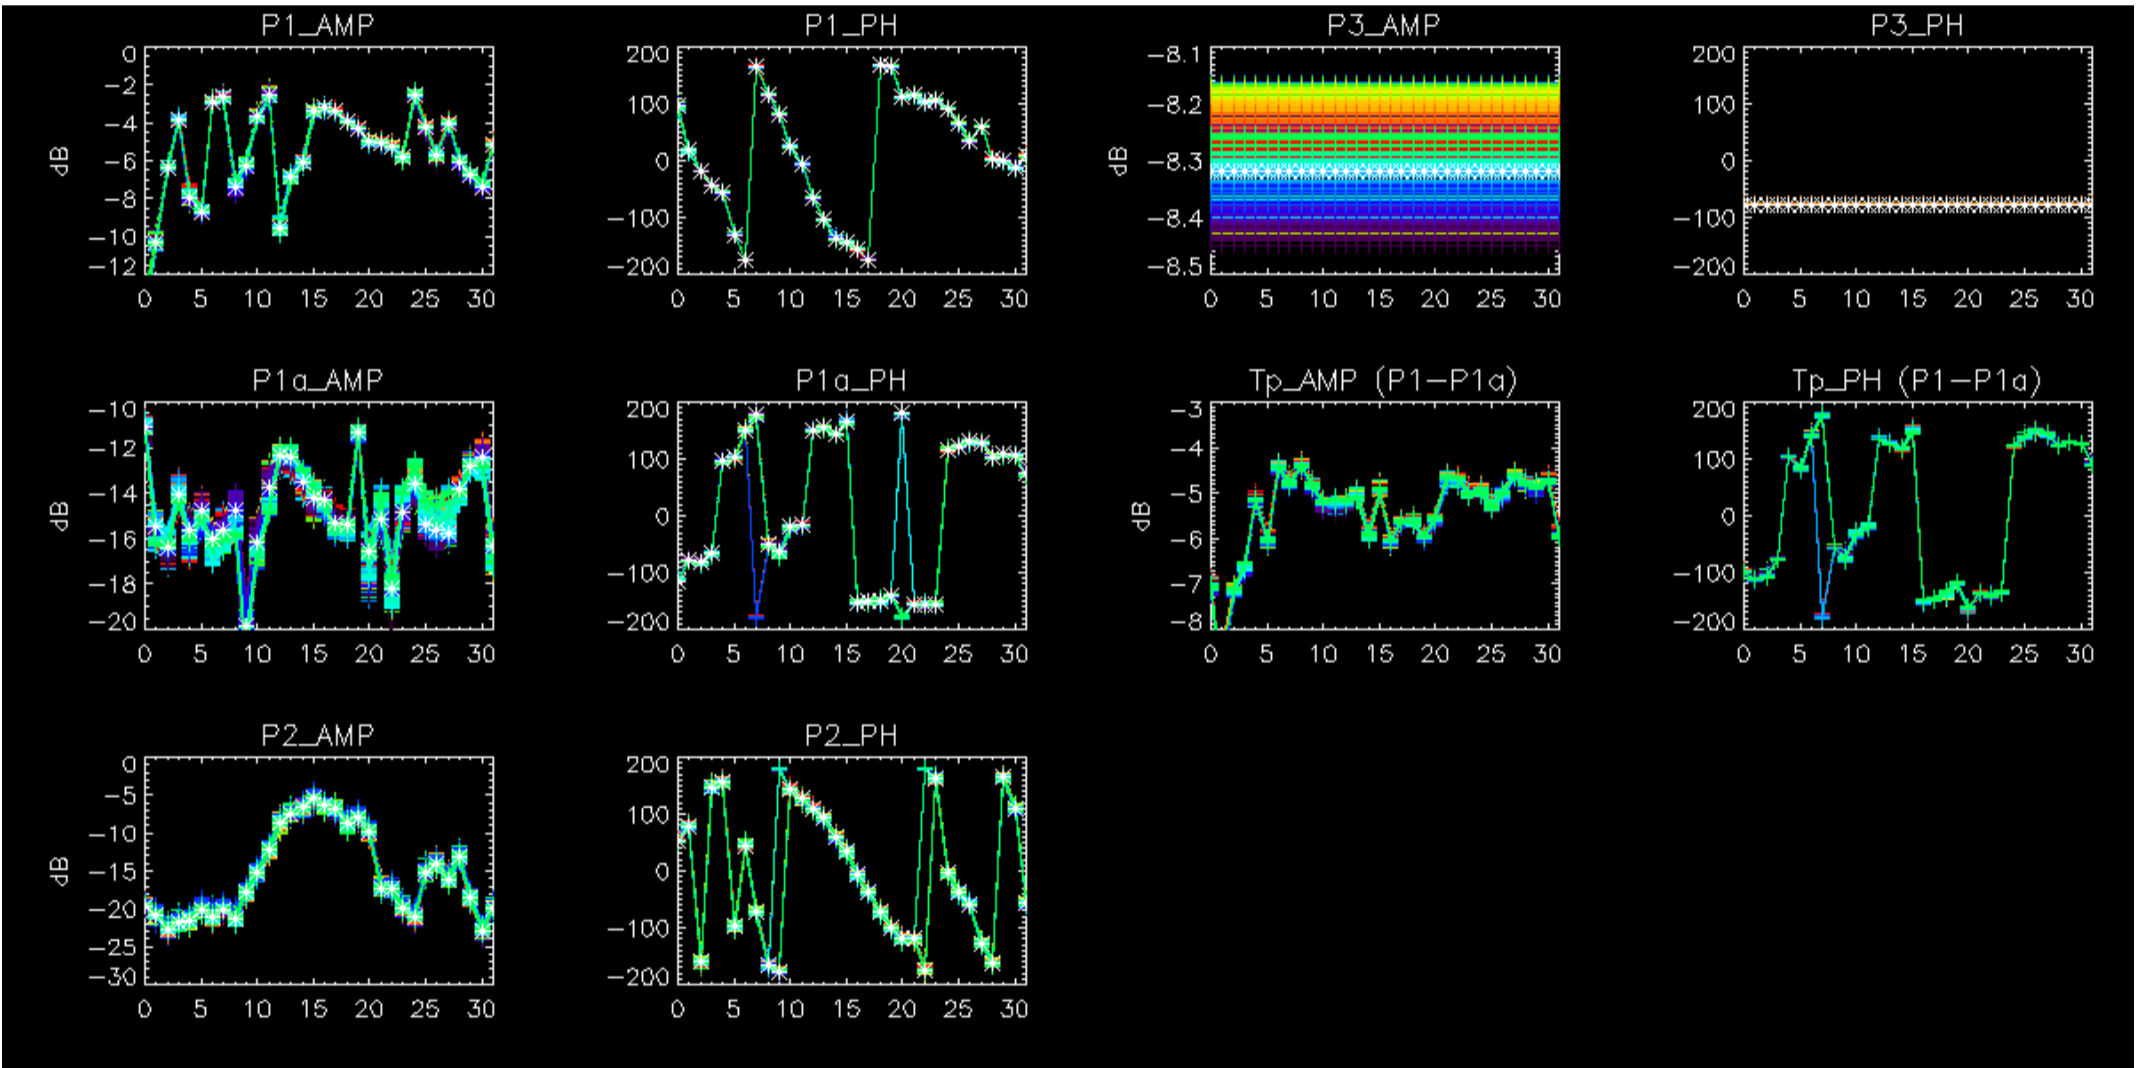 P1_AMP
P1_PH
P3_AMP
P3_PH
0
-2
-4
-6
-8
-10
-12
dB
0 5 10 15 20 25 30
200
100
0
-100
-200
0 5 10 15 20 25 30
-8.1
-8.2
-8.3
-8.4
-8.5
dB
0 5 10 15 20 25 30
200
100
0
-100
-200
0 5 10 15 20 25 30
P1a_AMP
P1a_PH
Tp_AMP (P1-P1a)
Tp_PH (P1-P1a)
-10
-12
-14
-16
-18
-20
dB
0 5 10 15 20 25 30
200
100
0
-100
-200
0 5 10 15 20 25 30
-3
-4
-5
-6
-7
-8
dB
0 5 10 15 20 25 30
200
100
0
-100
-200
0 5 10 15 20 25 30
P2_AMP
P2_PH
0
-5
-10
-15
-20
-25
-30
dB
0 5 10 15 20 25 30
200
100
0
-100
-200
0 5 10 15 20 25 30